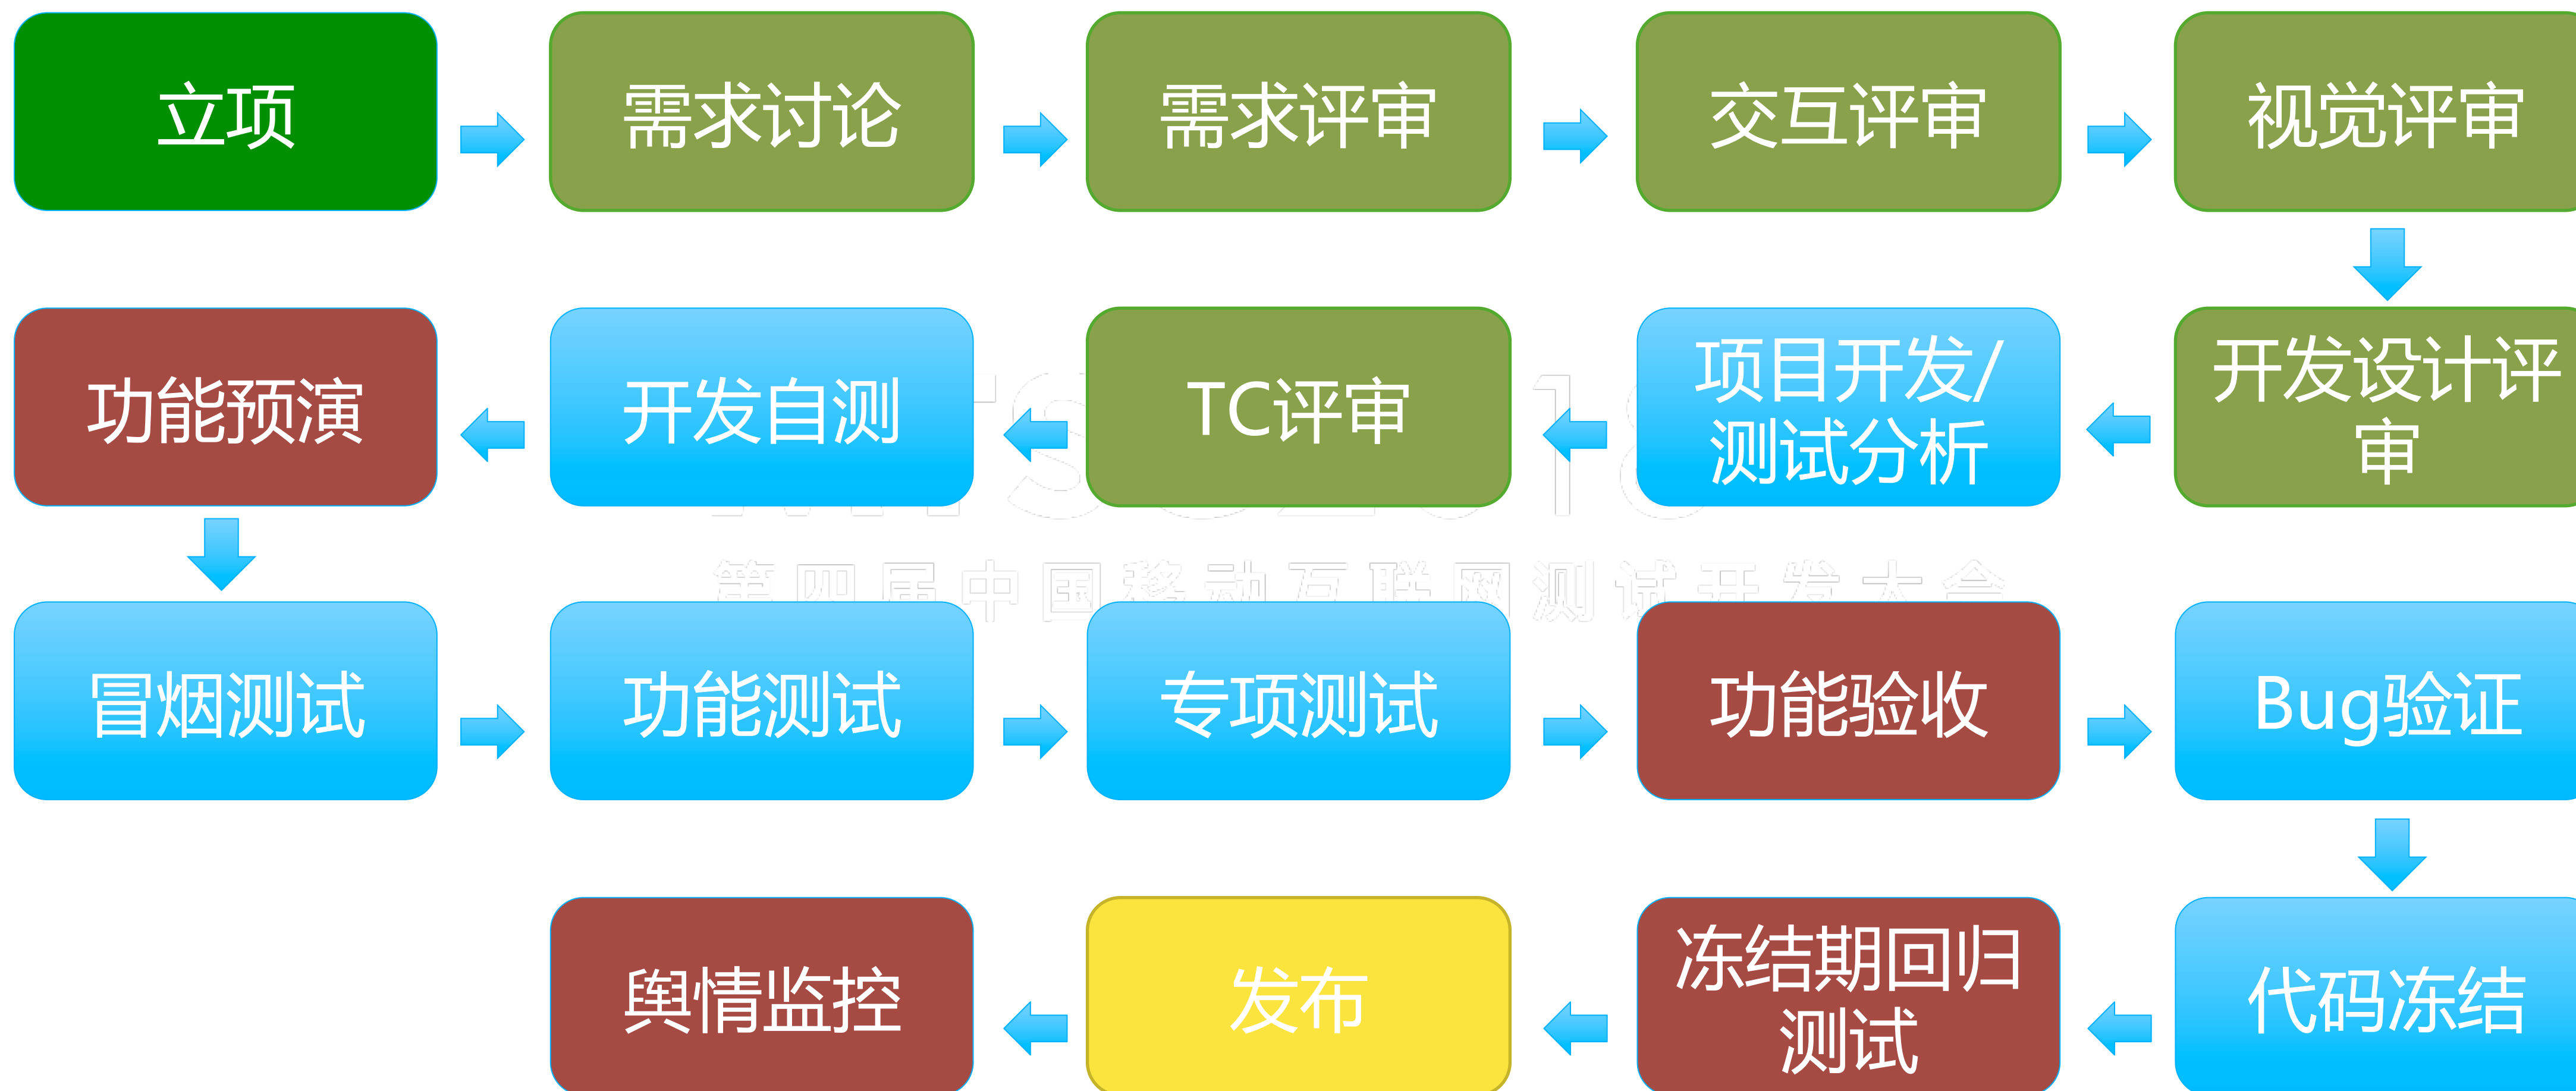 立项
需求讨论
需求评审
交互评审
视觉评审
功能预演
开发自测
TC评审
项目开发/
测试分析
开发设计评
审
第四届中国移动互联网测试开发大会
冒烟测试
功能测试
专项测试
功能验收
Bug验证
舆情监控
发布
冻结期回归
测试
代码冻结